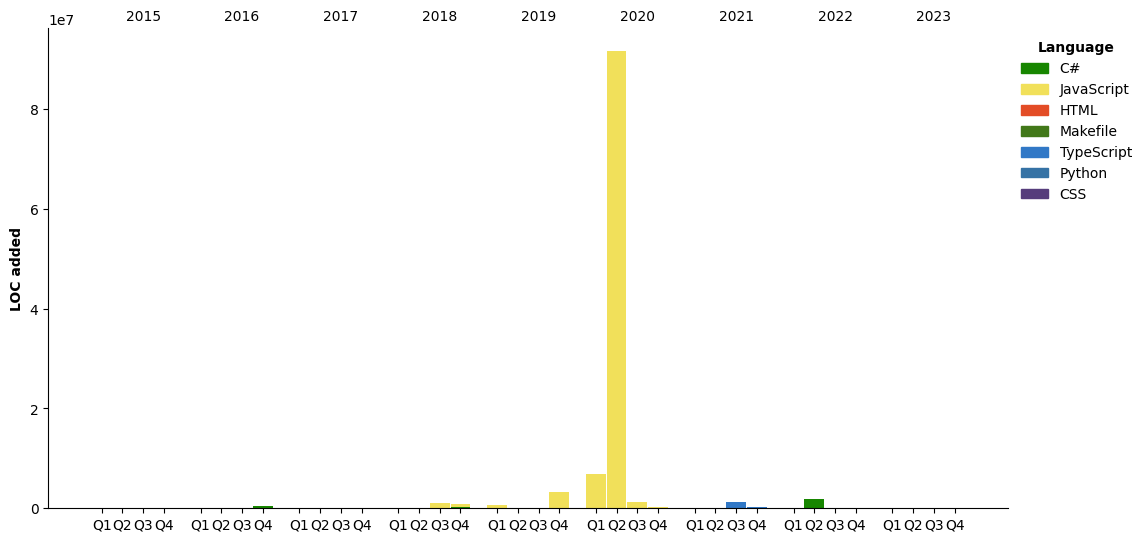 2015 2016 2017 2018 2019 2020 2021 2022 2023
1e7
Language
C#
JavaScript
HTML
Makefile
TypeScript
Python
CSS
LOC added
8
6
4
2
0
Q1 Q2 Q3 Q4 Q1 Q2 Q3 Q4 Q1 Q2 Q3 Q4 Q1 Q2 Q3 Q4 Q1 Q2 Q3 Q4 Q1 Q2 Q3 Q4 Q1 Q2 Q3 Q4 Q1 Q2 Q3 Q4 Q1 Q2 Q3 Q4